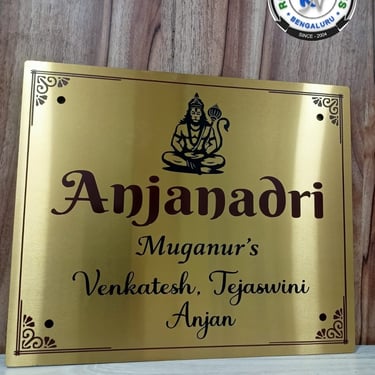 BENGALURU
SINCE - 2004
Anjanadri
Muganur's
Venkatesh, Tejaswini
Anjan